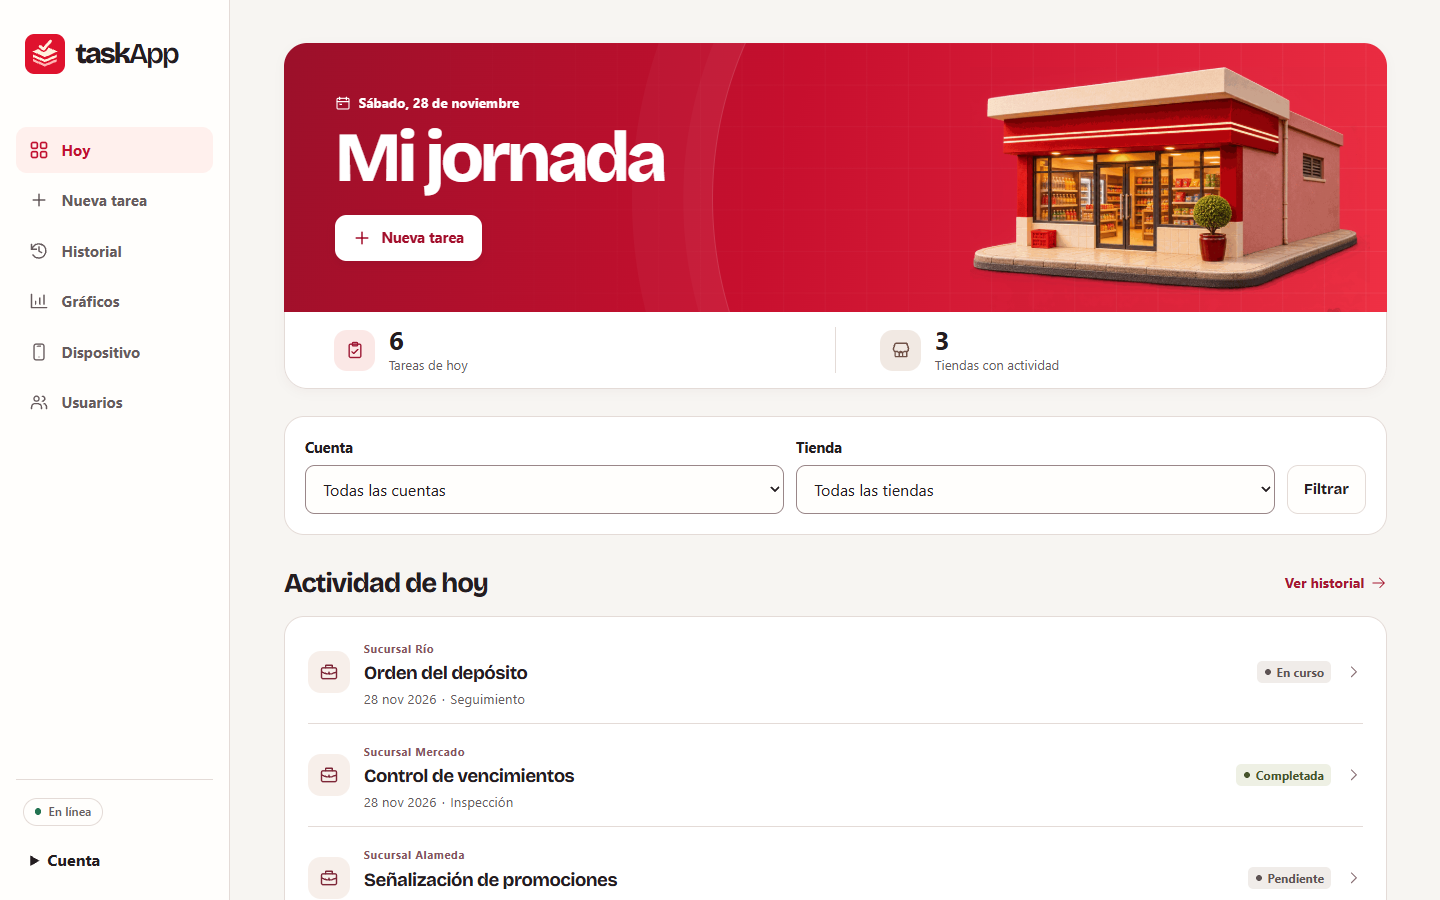 taskApp
Hoy
Nueva tarea
Historial
Gráficos
Dispositivo
Usuarios
En línea
Cuenta
Sábado, 28 de noviembre
Mi jornada
Nueva tarea
6
Tareas de hoy
3
Tiendas con actividad
Cuenta
Todas las cuentas
Tienda
Todas las tiendas
Filtrar
Actividad de hoy
Ver historial
Sucursal Río
Orden del depósito
28 nov 2026 · Seguimiento
En curso
Sucursal Mercado
Control de vencimientos
28 nov 2026 · Inspección
Completada
Sucursal Alameda
Señalización de promociones
Pendiente